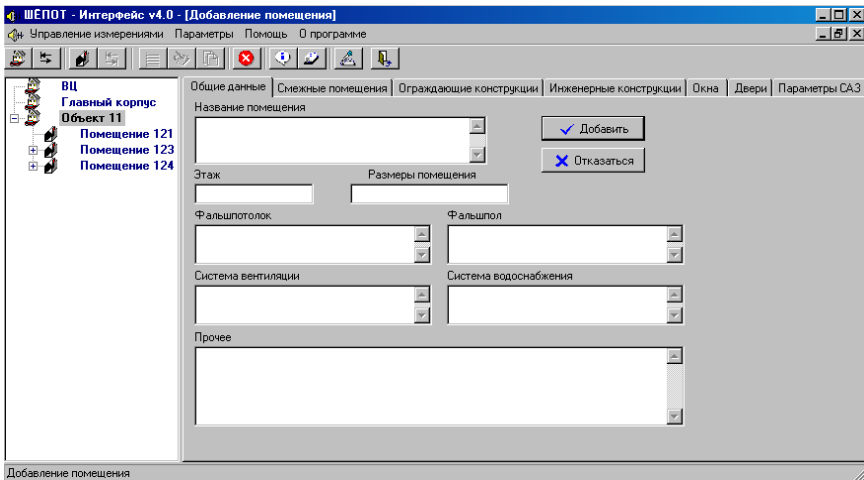 ШЁПОТ - Интерфейс v4.0 - [Добавление помещения]
Управление измерениями Параметры Помощь О программе
ВЦ
Главный корпус
Объект 11
Помещение 121
Помещение 123
Помещение 124
Общие данные Смежные помещения Ограждающие конструкции Инженерные конструкции Окна Двери Параметры САЗ
Название помещения
Добавить
Отказаться
Этаж Размеры помещения
Фальшпотолок Фальшпол
Система вентиляции Система водоснабжения
Прочее
Добавление помещения